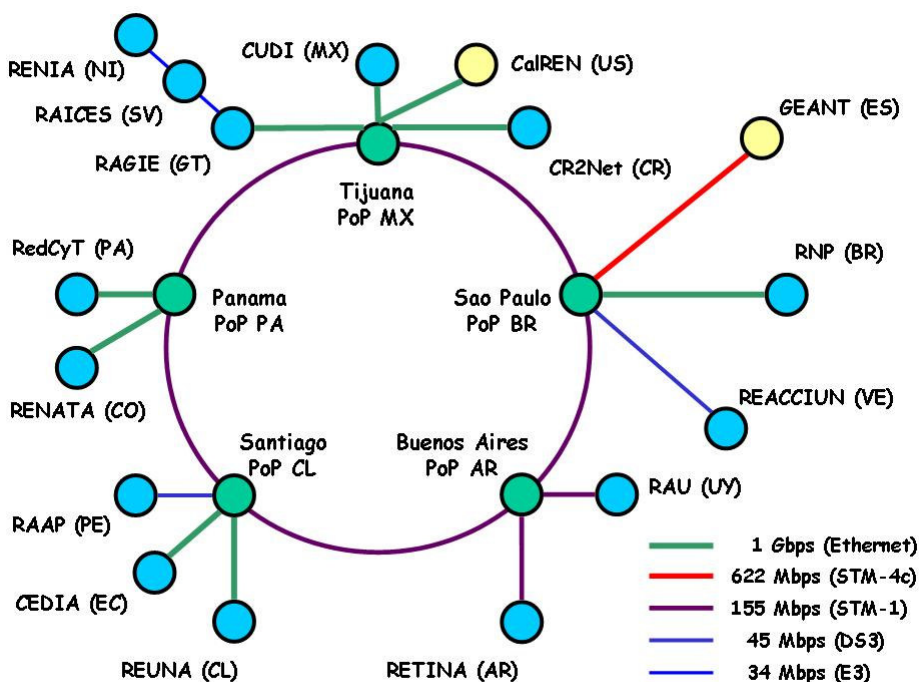 CUDI (MX)
CalREN (US)
RENIA (NI)
RAICES (SV)
RAGIE (GT)
GEANT (ES)
CR2Net (CR)
Tijuana
PoP MX
RedCyT (PA)
Panama
PoP PA
Sao Paulo
PoP BR
RNP (BR)
RENATA (CO)
REACCIUN (VE)
Santiago
PoP CL
Buenos Aires
PoP AR
RAAP (PE)
RAU (UY)
CEDIA (EC)
REUNA (CL)
RETINA (AR)
1 Gbps (Ethernet)
622 Mbps (STM-4c)
155 Mbps (STM-1)
45 Mbps (DS3)
34 Mbps (E3)